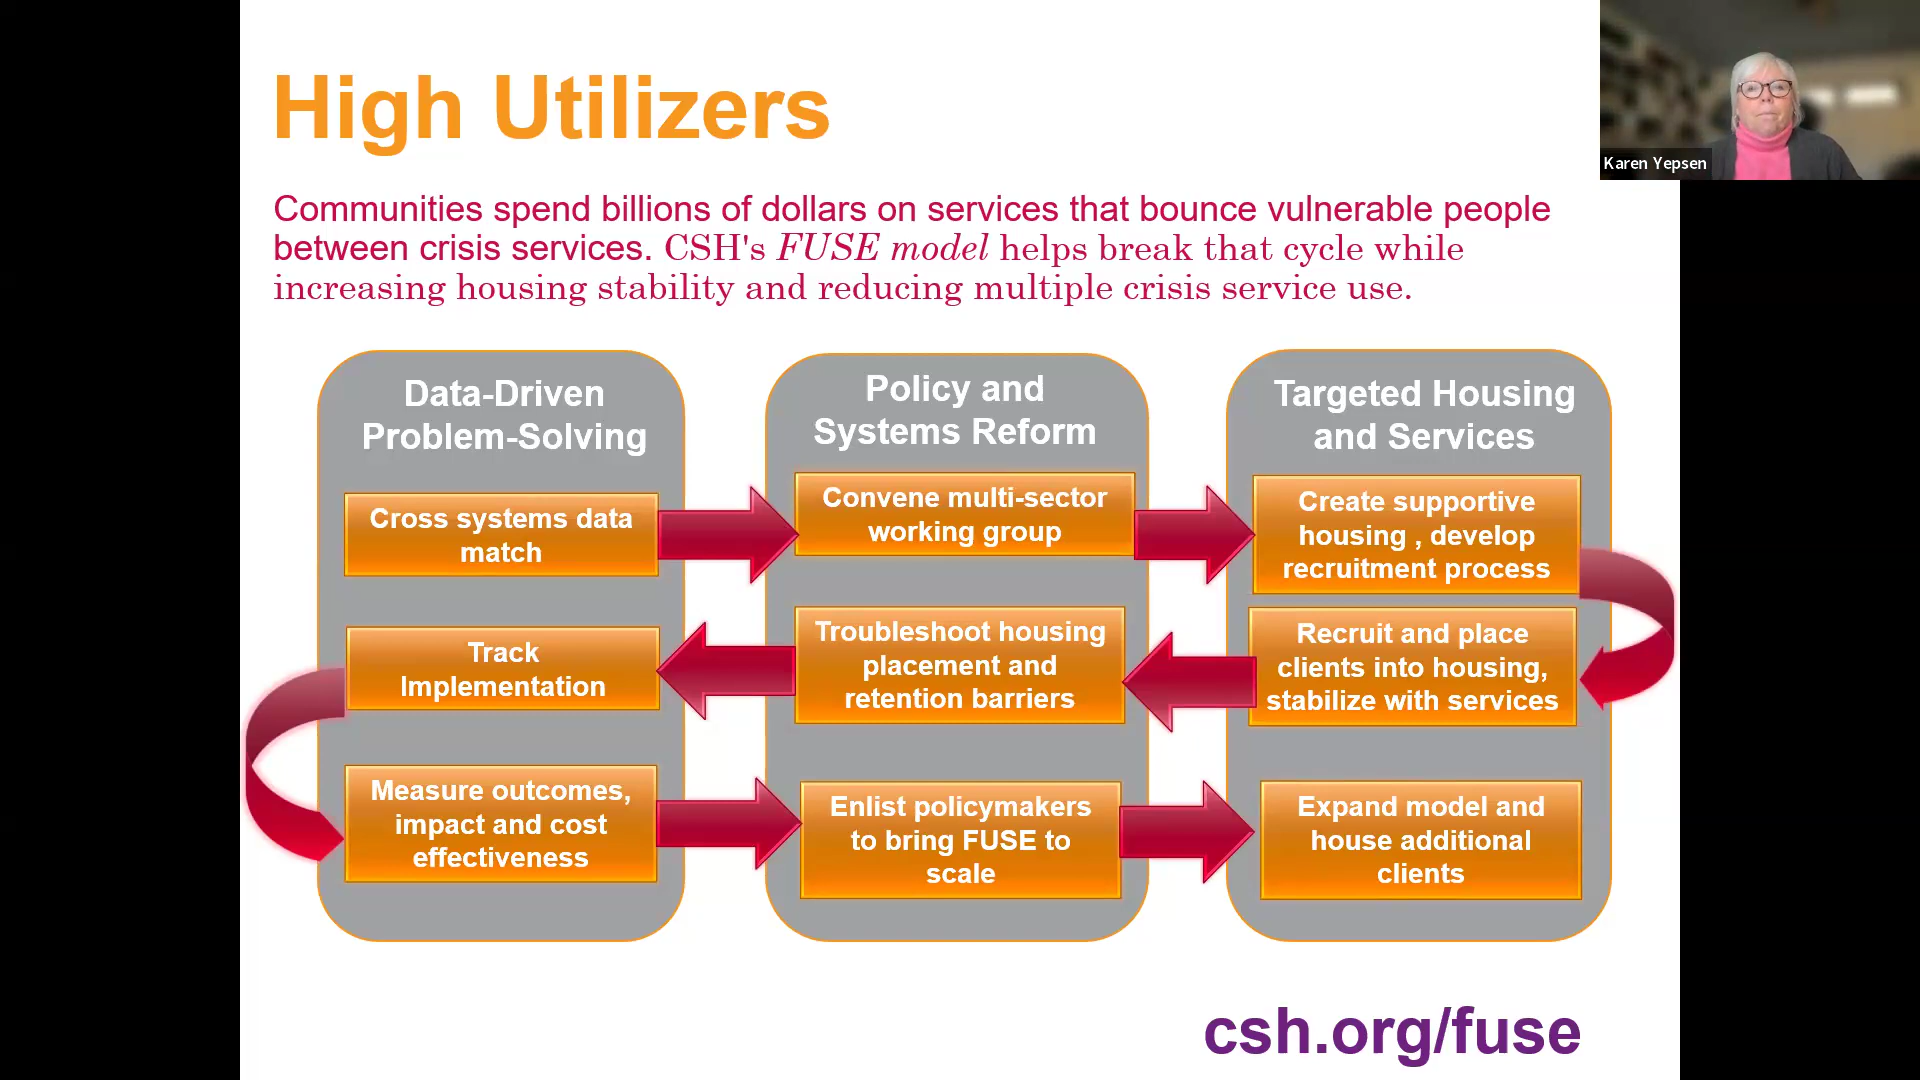 High Utilizers
Karen Yepsen
Communities spend billions of dollars on services that bounce vulnerable people
between crisis services. CSH's FUSE model helps break that cycle while
increasing housing stability and reducing multiple crisis service use.
Data-Driven
Problem-Solving
Cross systems data
match
Track
Implementation
Measure outcomes,
impact and cost
effectiveness
Policy and
Systems Reform
Convene multi-sector
working group
Troubleshoot housing
placement and
retention barriers
Enlist policymakers
to bring FUSE to
scale
Targeted Housing
and Services
Create supportive
housing , develop
recruitment process
Recruit and place
clients into housing,
stabilize with services
Expand model and
house additional
clients
csh.org/fuse